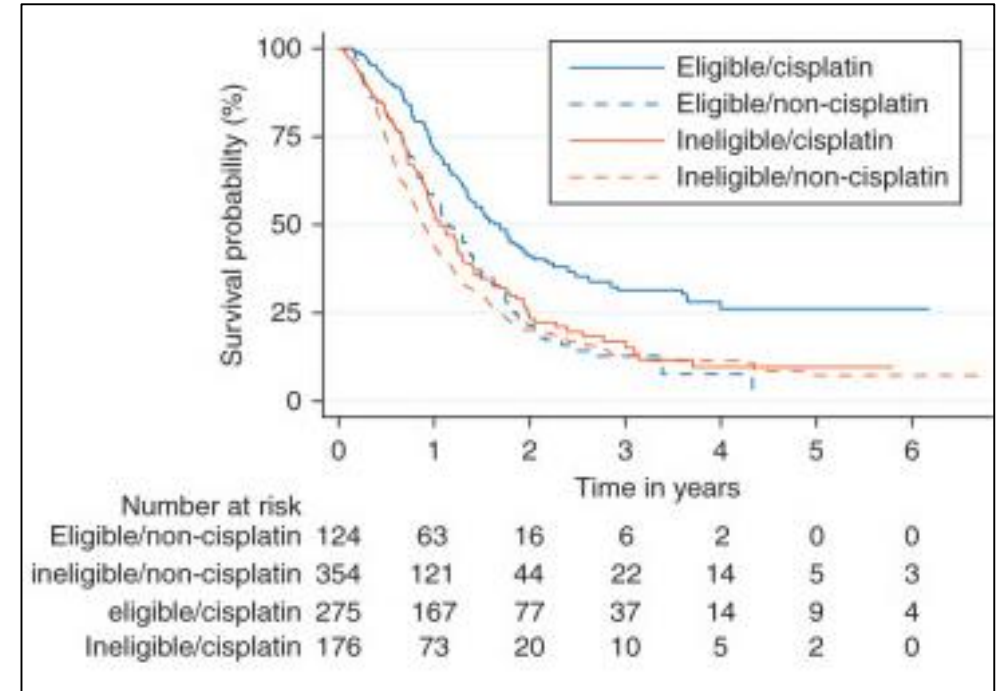 100
75
50
25
0
Survival probability (%)
Eligible/cisplatin
Eligible/non-cisplatin
Ineligible/cisplatin
Ineligible/non-cisplatin
0 1 2 3 4 5 6
Time in years
Number at risk
Eligible/non-cisplatin 124 63 16 6 2 0 0
ineligible/non-cisplatin 354 121 44 22 14 5 3
eligible/cisplatin 275 167 77 37 14 9 4
Ineligible/cisplatin 176 73 20 10 5 2 0